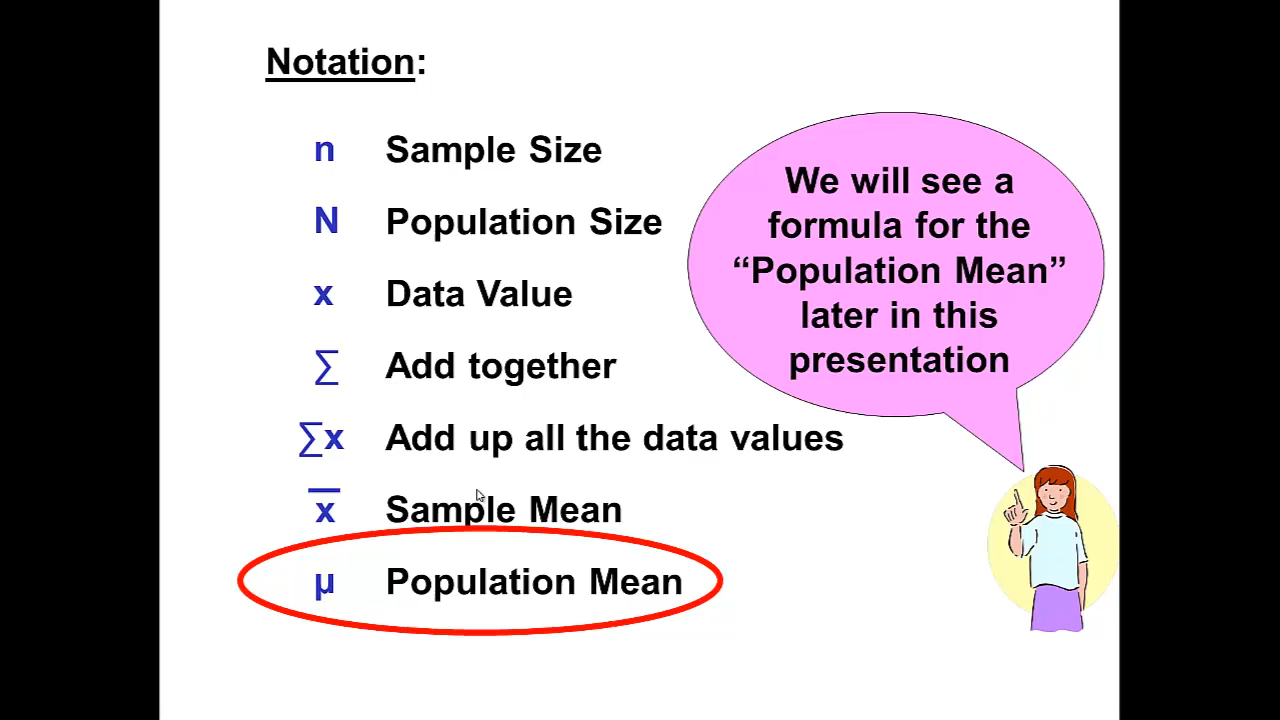 Notation:
n Sample Size
N Population Size
x Data Value
∑ Add together
∑x Add up all the data values
x̅ Sample Mean
µ Population Mean
We will see a
formula for the
“Population Mean”
later in this
presentation